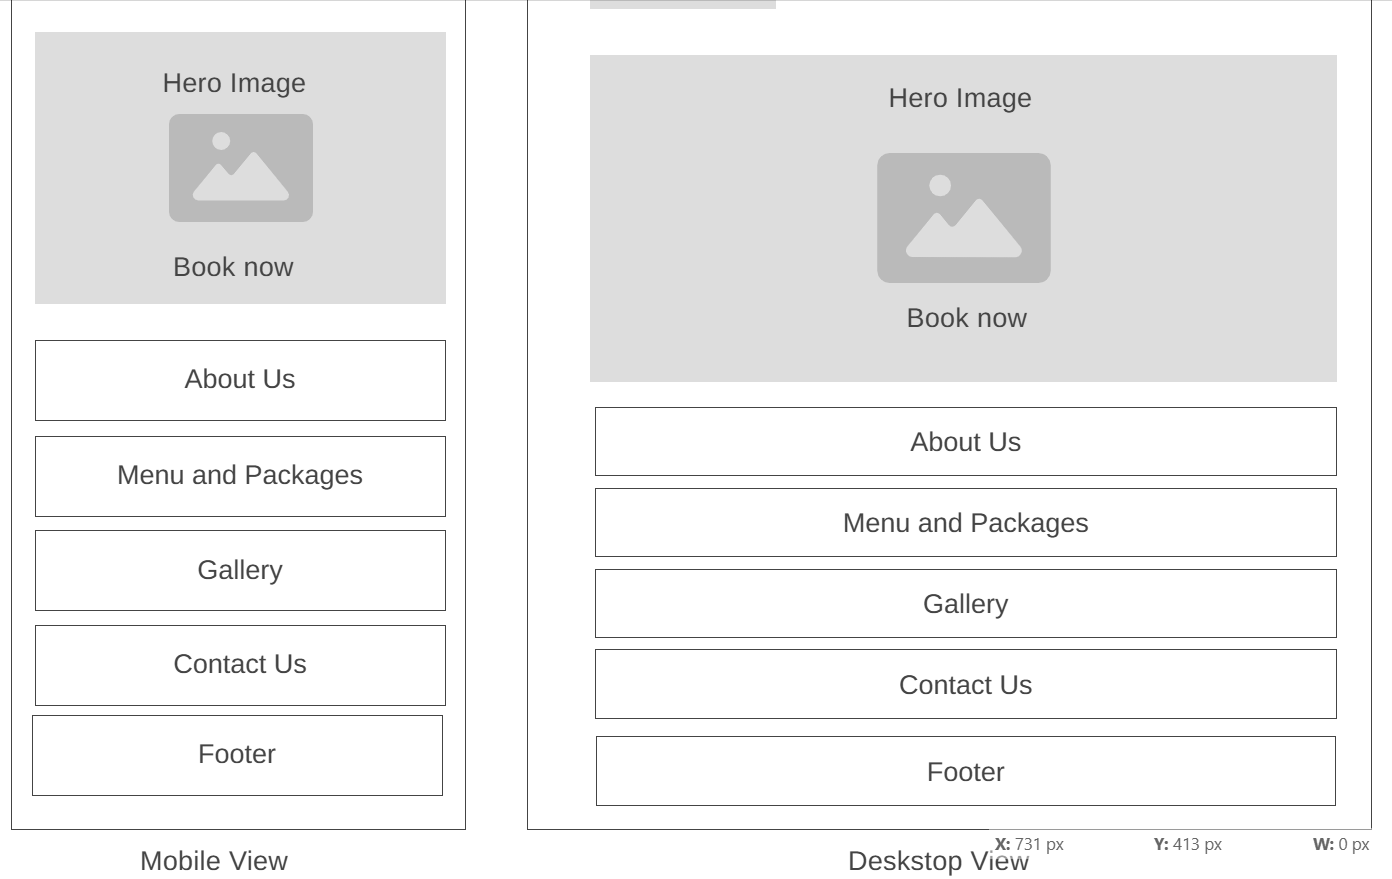 Hero Image
Book now
About Us
Menu and Packages
Gallery
Contact Us
Footer
Mobile View
Hero Image
Book now
About Us
Menu and Packages
Gallery
Contact Us
Footer
Deskstop View
X: 731 px Y: 413 px W: 0 px